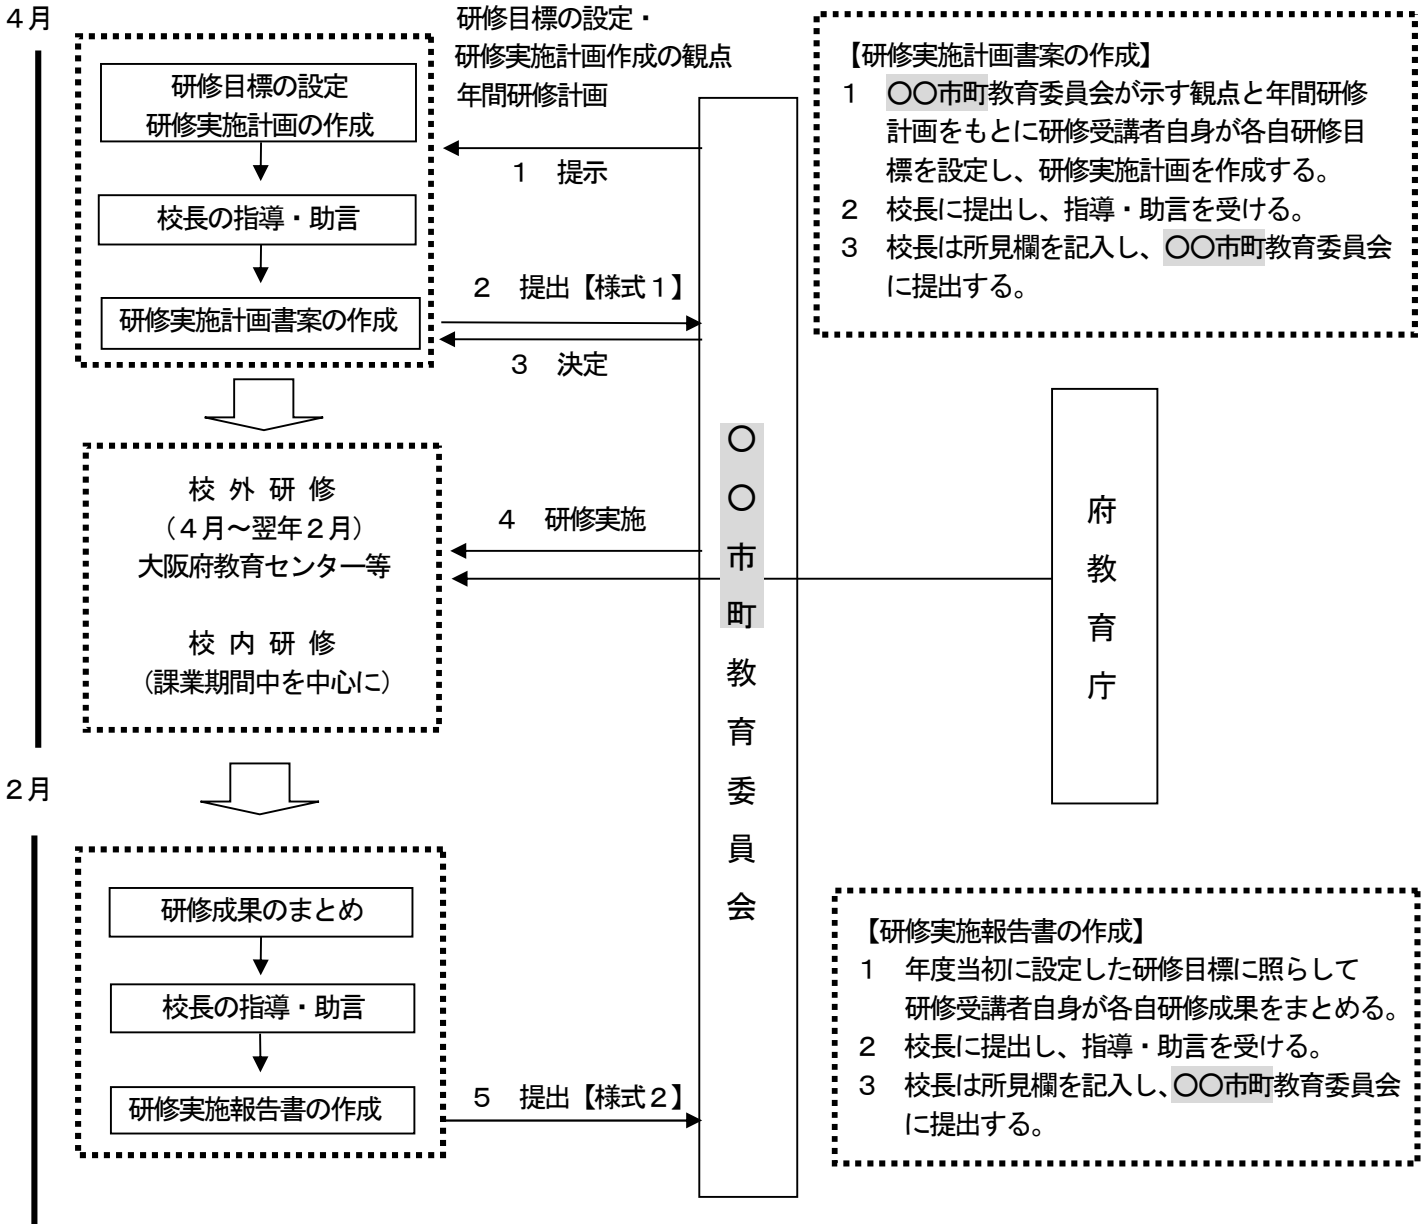 4月
研修目標の設定・
研修実施計画作成の観点
年間研修計画
研修目標の設定
研修実施計画の作成
校長の指導・助言
研修実施計画書案の作成
1 提示
2 提出【様式1】
3 決定
【研修実施計画書案の作成】
1 〇〇市町教育委員会が示す観点と年間研修
計画をもとに研修受講者自身が各自研修目
標を設定し、研修実施計画を作成する。
2 校長に提出し、指導・助言を受ける。
3 校長は所見欄を記入し、〇〇市町教育委員会
に提出する。
校 外 研 修
(4月~翌年2月)
大阪府教育センター等
校 内 研 修
(課業期間中を中心に)
4 研修実施
〇〇市町教育委員会
府教育庁
2月
研修成果のまとめ
校長の指導・助言
研修実施報告書の作成
5 提出【様式2】
【研修実施報告書の作成】
1 年度当初に設定した研修目標に照らして
研修受講者自身が各自研修成果をまとめる。
2 校長に提出し、指導・助言を受ける。
3 校長は所見欄を記入し、〇〇市町教育委員会
に提出する。